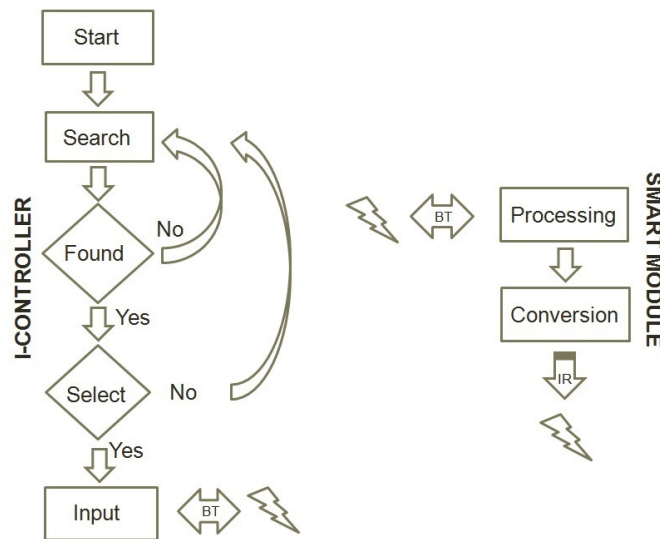 Start
Search
No
Found
Yes
Select
No
Yes
Input
BT
I-CONTROLLER
BT
Processing
Conversion
IR
SMART MODULE